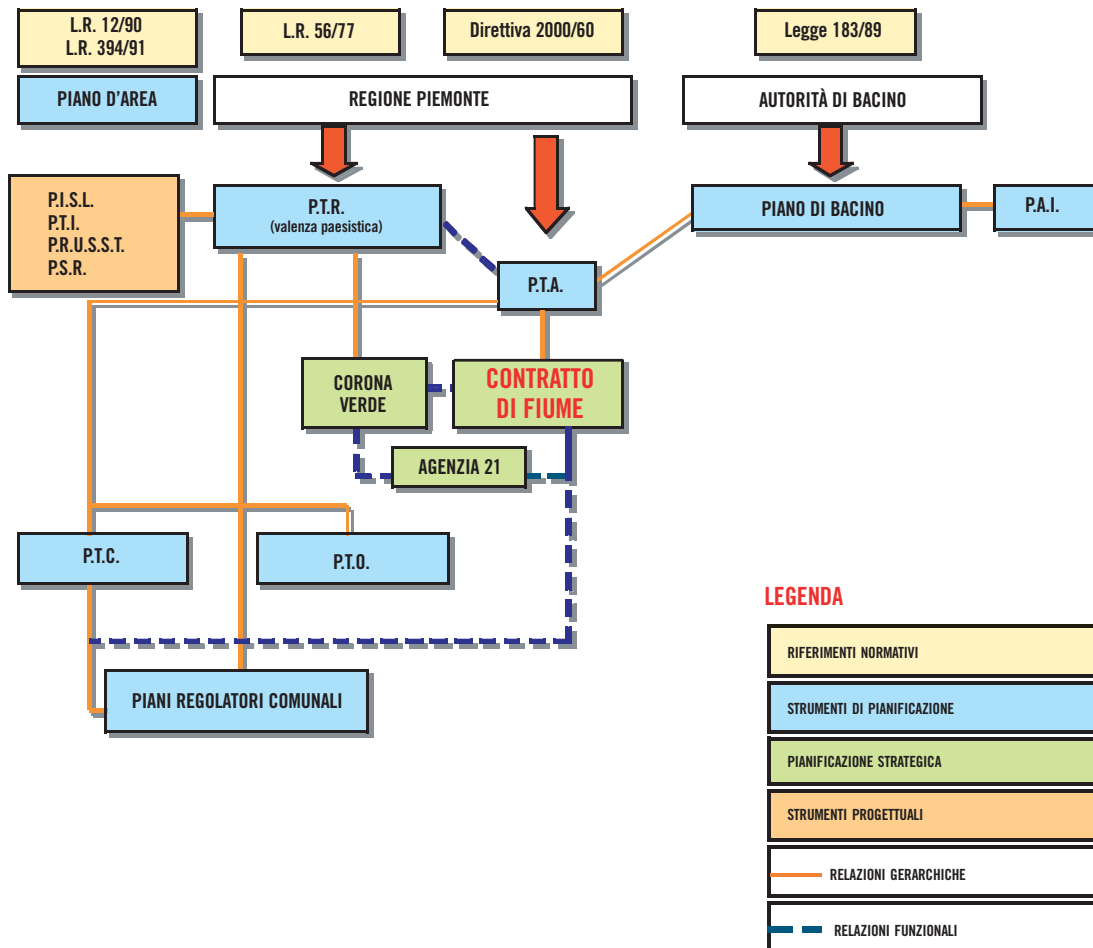 L.R. 12/90
L.R. 394/91
L.R. 56/77
Direttiva 2000/60
Legge 183/89
PIANO D'AREA
REGIONE PIEMONTE
AUTORITÀ DI BACINO
P.I.S.L.
P.T.I.
P.R.U.S.S.T.
P.S.R.
P.T.R.
(valenza paesistica)
PIANO DI BACINO
P.A.I.
P.T.A.
CORONA
VERDE
CONTRATTO
DI FIUME
AGENZIA 21
P.T.C.
P.T.O.
PIANI REGOLATORI COMUNALI
LEGENDA
RIFERIMENTI NORMATIVI
STRUMENTI DI PIANIFICAZIONE
PIANIFICAZIONE STRATEGICA
STRUMENTI PROGETTUALI
RELAZIONI GERARCHICHE
RELAZIONI FUNZIONALI